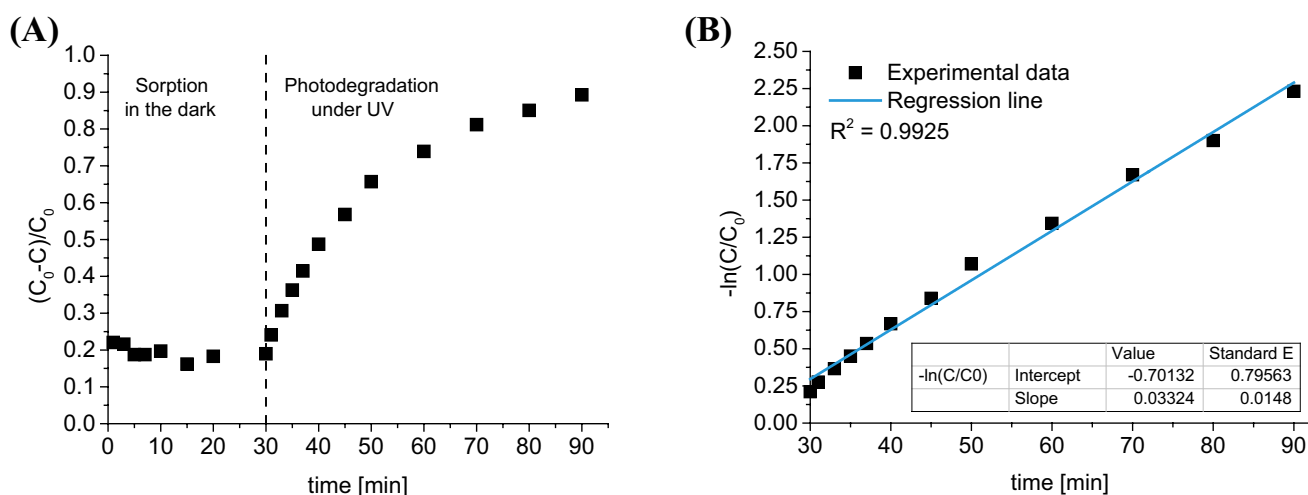 (A)
1.0
0.9
0.8
0.7
0.6
0.5
0.4
0.3
0.2
0.1
0.0
(C₀-C)/C₀
Sorption
in the dark
Photodegradation
under UV
0 10 20 30 40 50 60 70 80 90
time [min]
(B)
2.50
2.25
2.00
1.75
1.50
1.25
1.00
0.75
0.50
0.25
0.00
-ln(C/C₀)
Experimental data
Regression line
R² = 0.9925
Value Standard E
-ln(C/C0) Intercept -0.70132 0.79563
Slope 0.03324 0.0148
30 40 50 60 70 80 90
time [min]